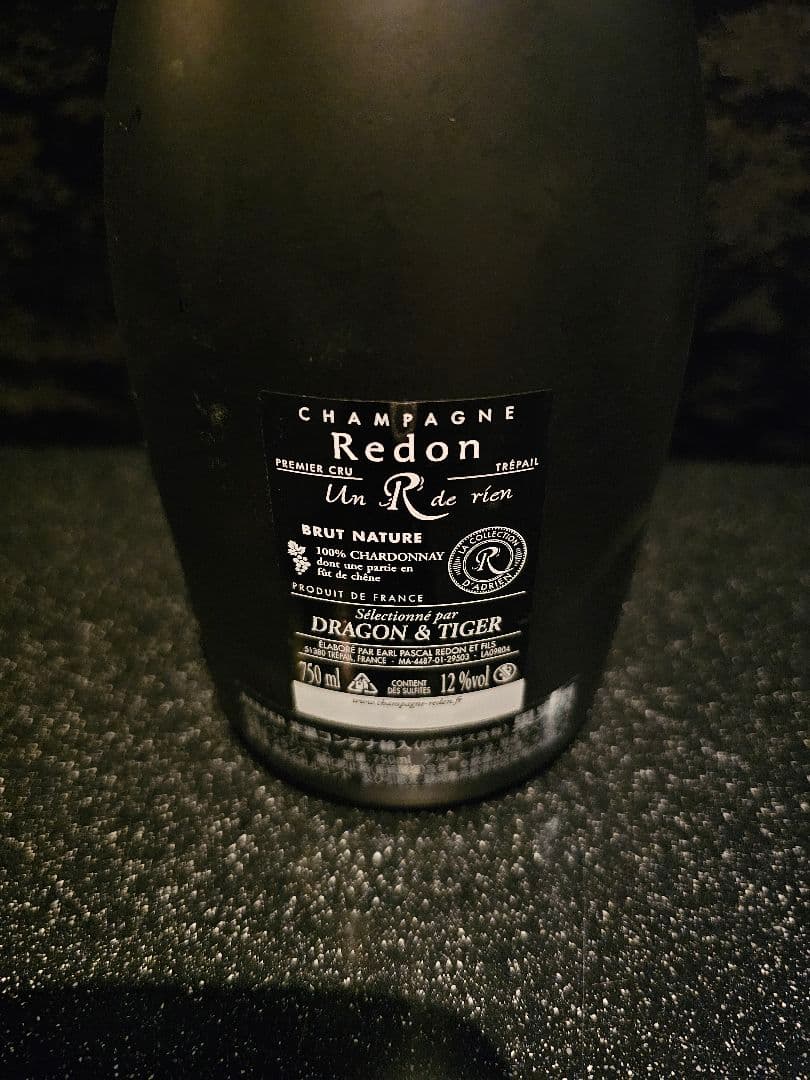 CHAMPAGNE
Redon
PREMIER CRU TRÉPAIL
Un R de rien
BRUT NATURE
100% CHARDONNAY
dont une partie en
fût de chêne
LA COLLECTION
R
D'ADRIEN
PRODUIT DE FRANCE
Sélectionné par
DRAGON & TIGER
ÉLABORÉ PAR EARL PASCAL REDON ET FILS
51380 TRÉPAIL, FRANCE - MA-4487-01-29503 - LA09804
750 ml CONTIENT DES SULFITES 12 %vol
www.champagne-redon.fr
750ml